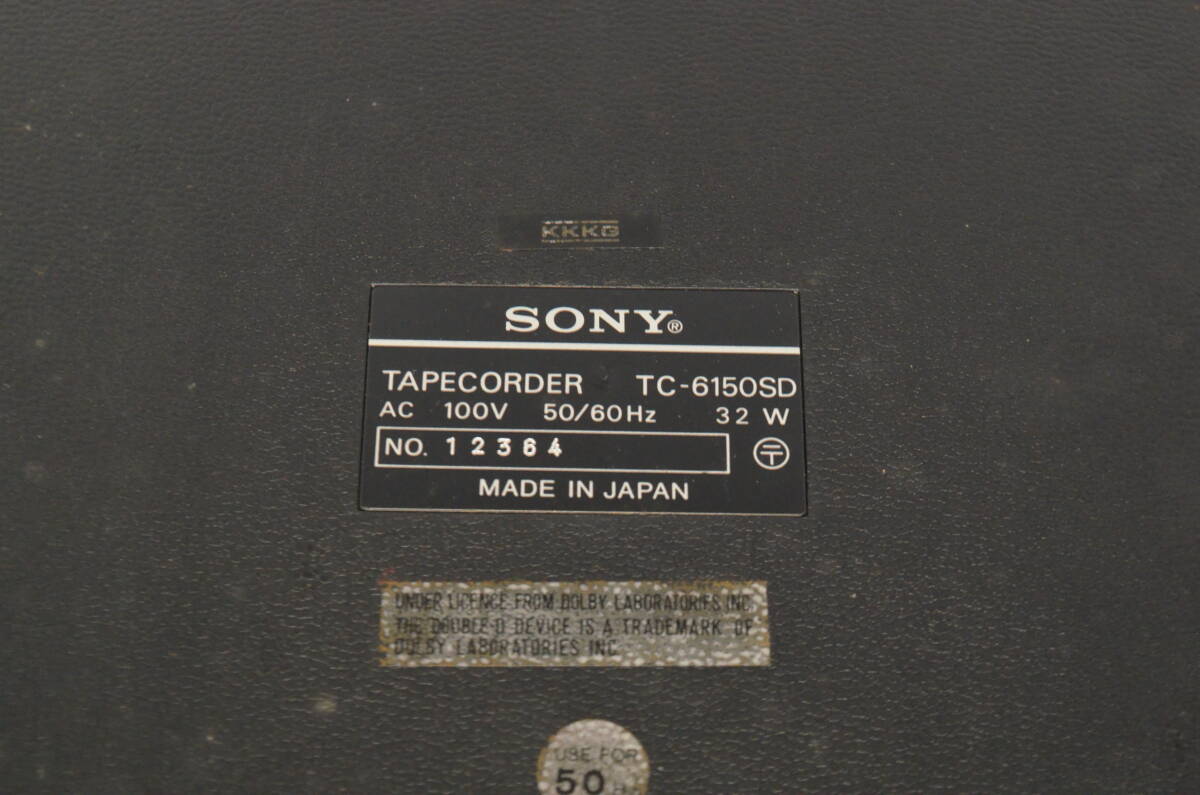 KKKG
SONY®
TAPECORDER TC-6150SD
AC 100V 50/60Hz 32 W
NO. 12364 〒
MADE IN JAPAN
UNDER LICENCE FROM DOLBY LABORATORIES INC.
THE DOUBLE-D DEVICE IS A TRADEMARK OF
DOLBY LABORATORIES INC
USE FOR
50